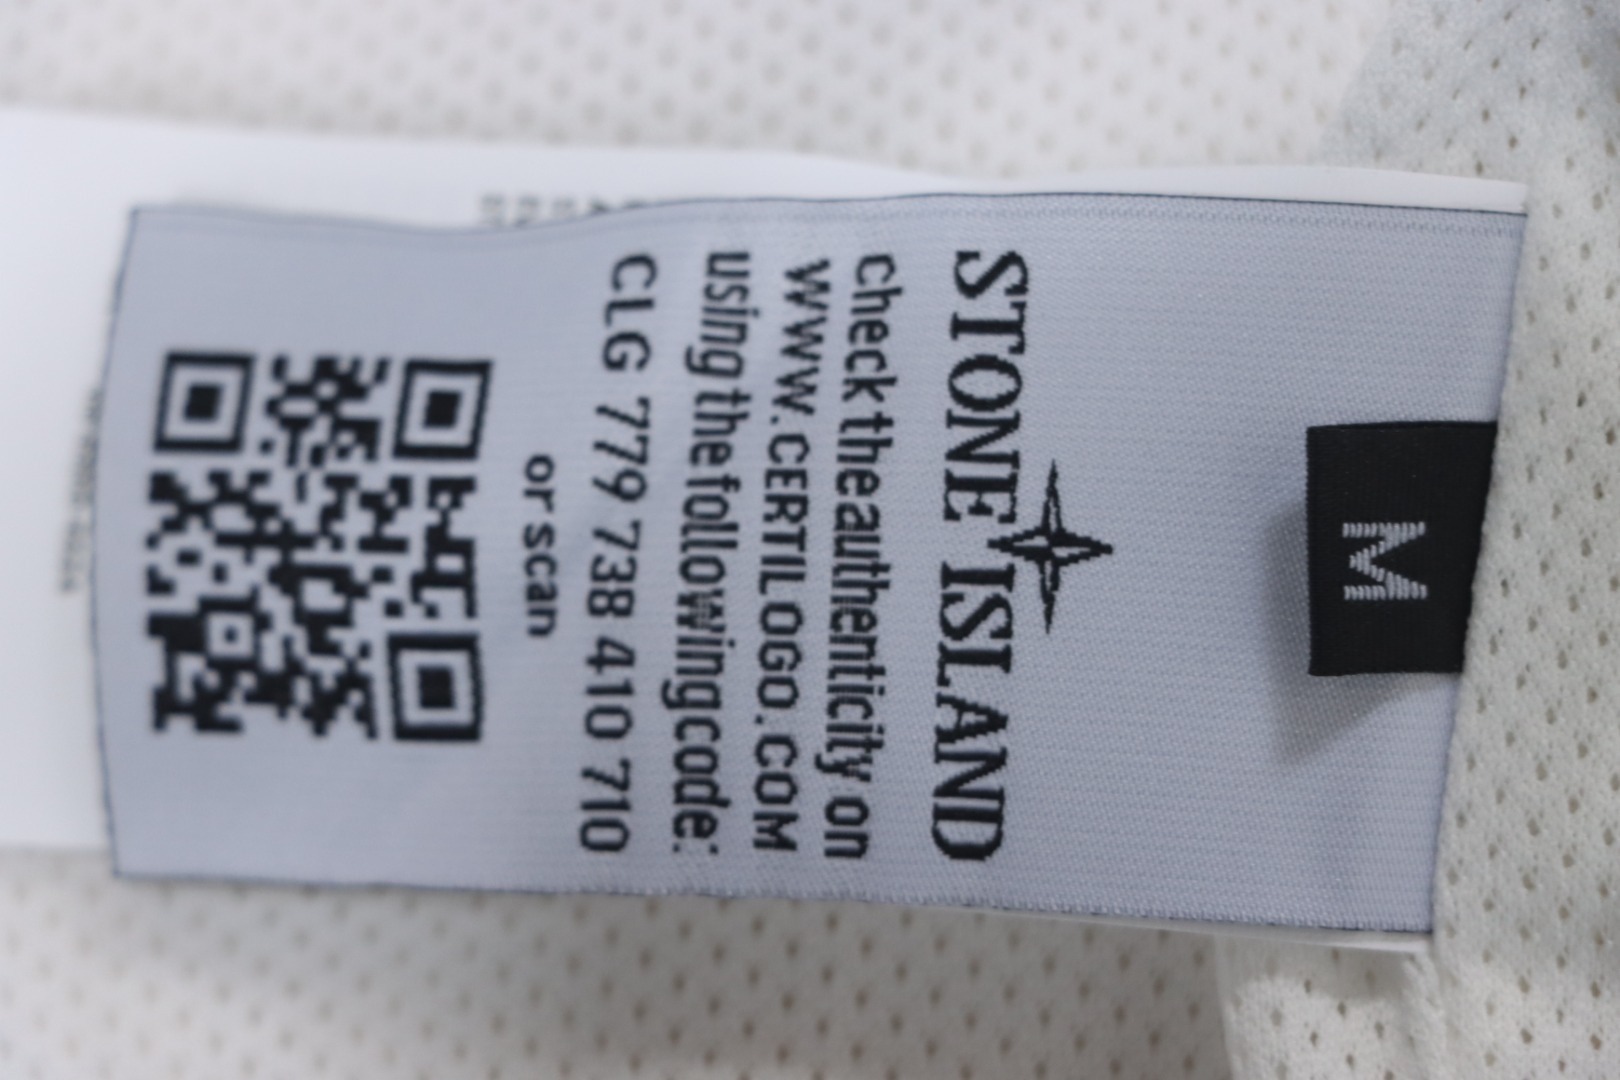 M
STONE ISLAND
check the authenticity on
WWW.CERTILOGO.COM
using the following code:
CLG 779 738 410 710
or scan